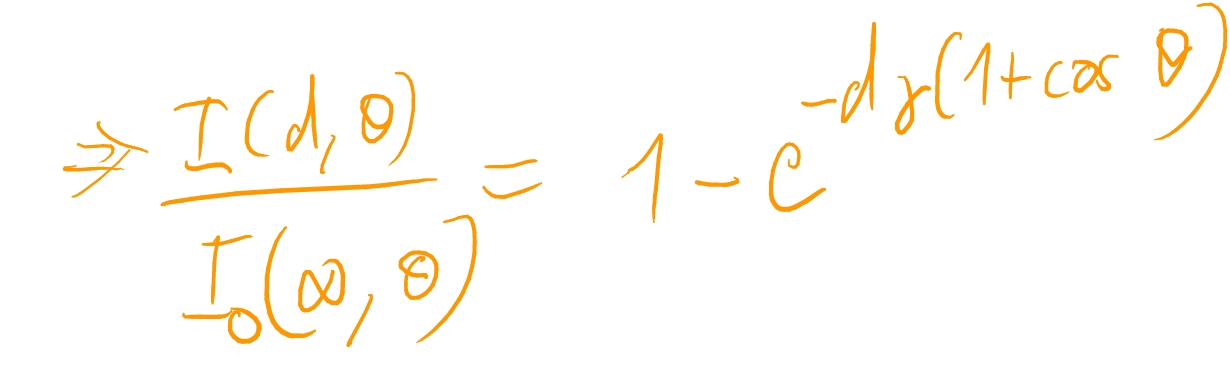 ⇒ I(d, θ) / I₀(∞, θ) = 1 - e^{-dγ(1+cos θ)}